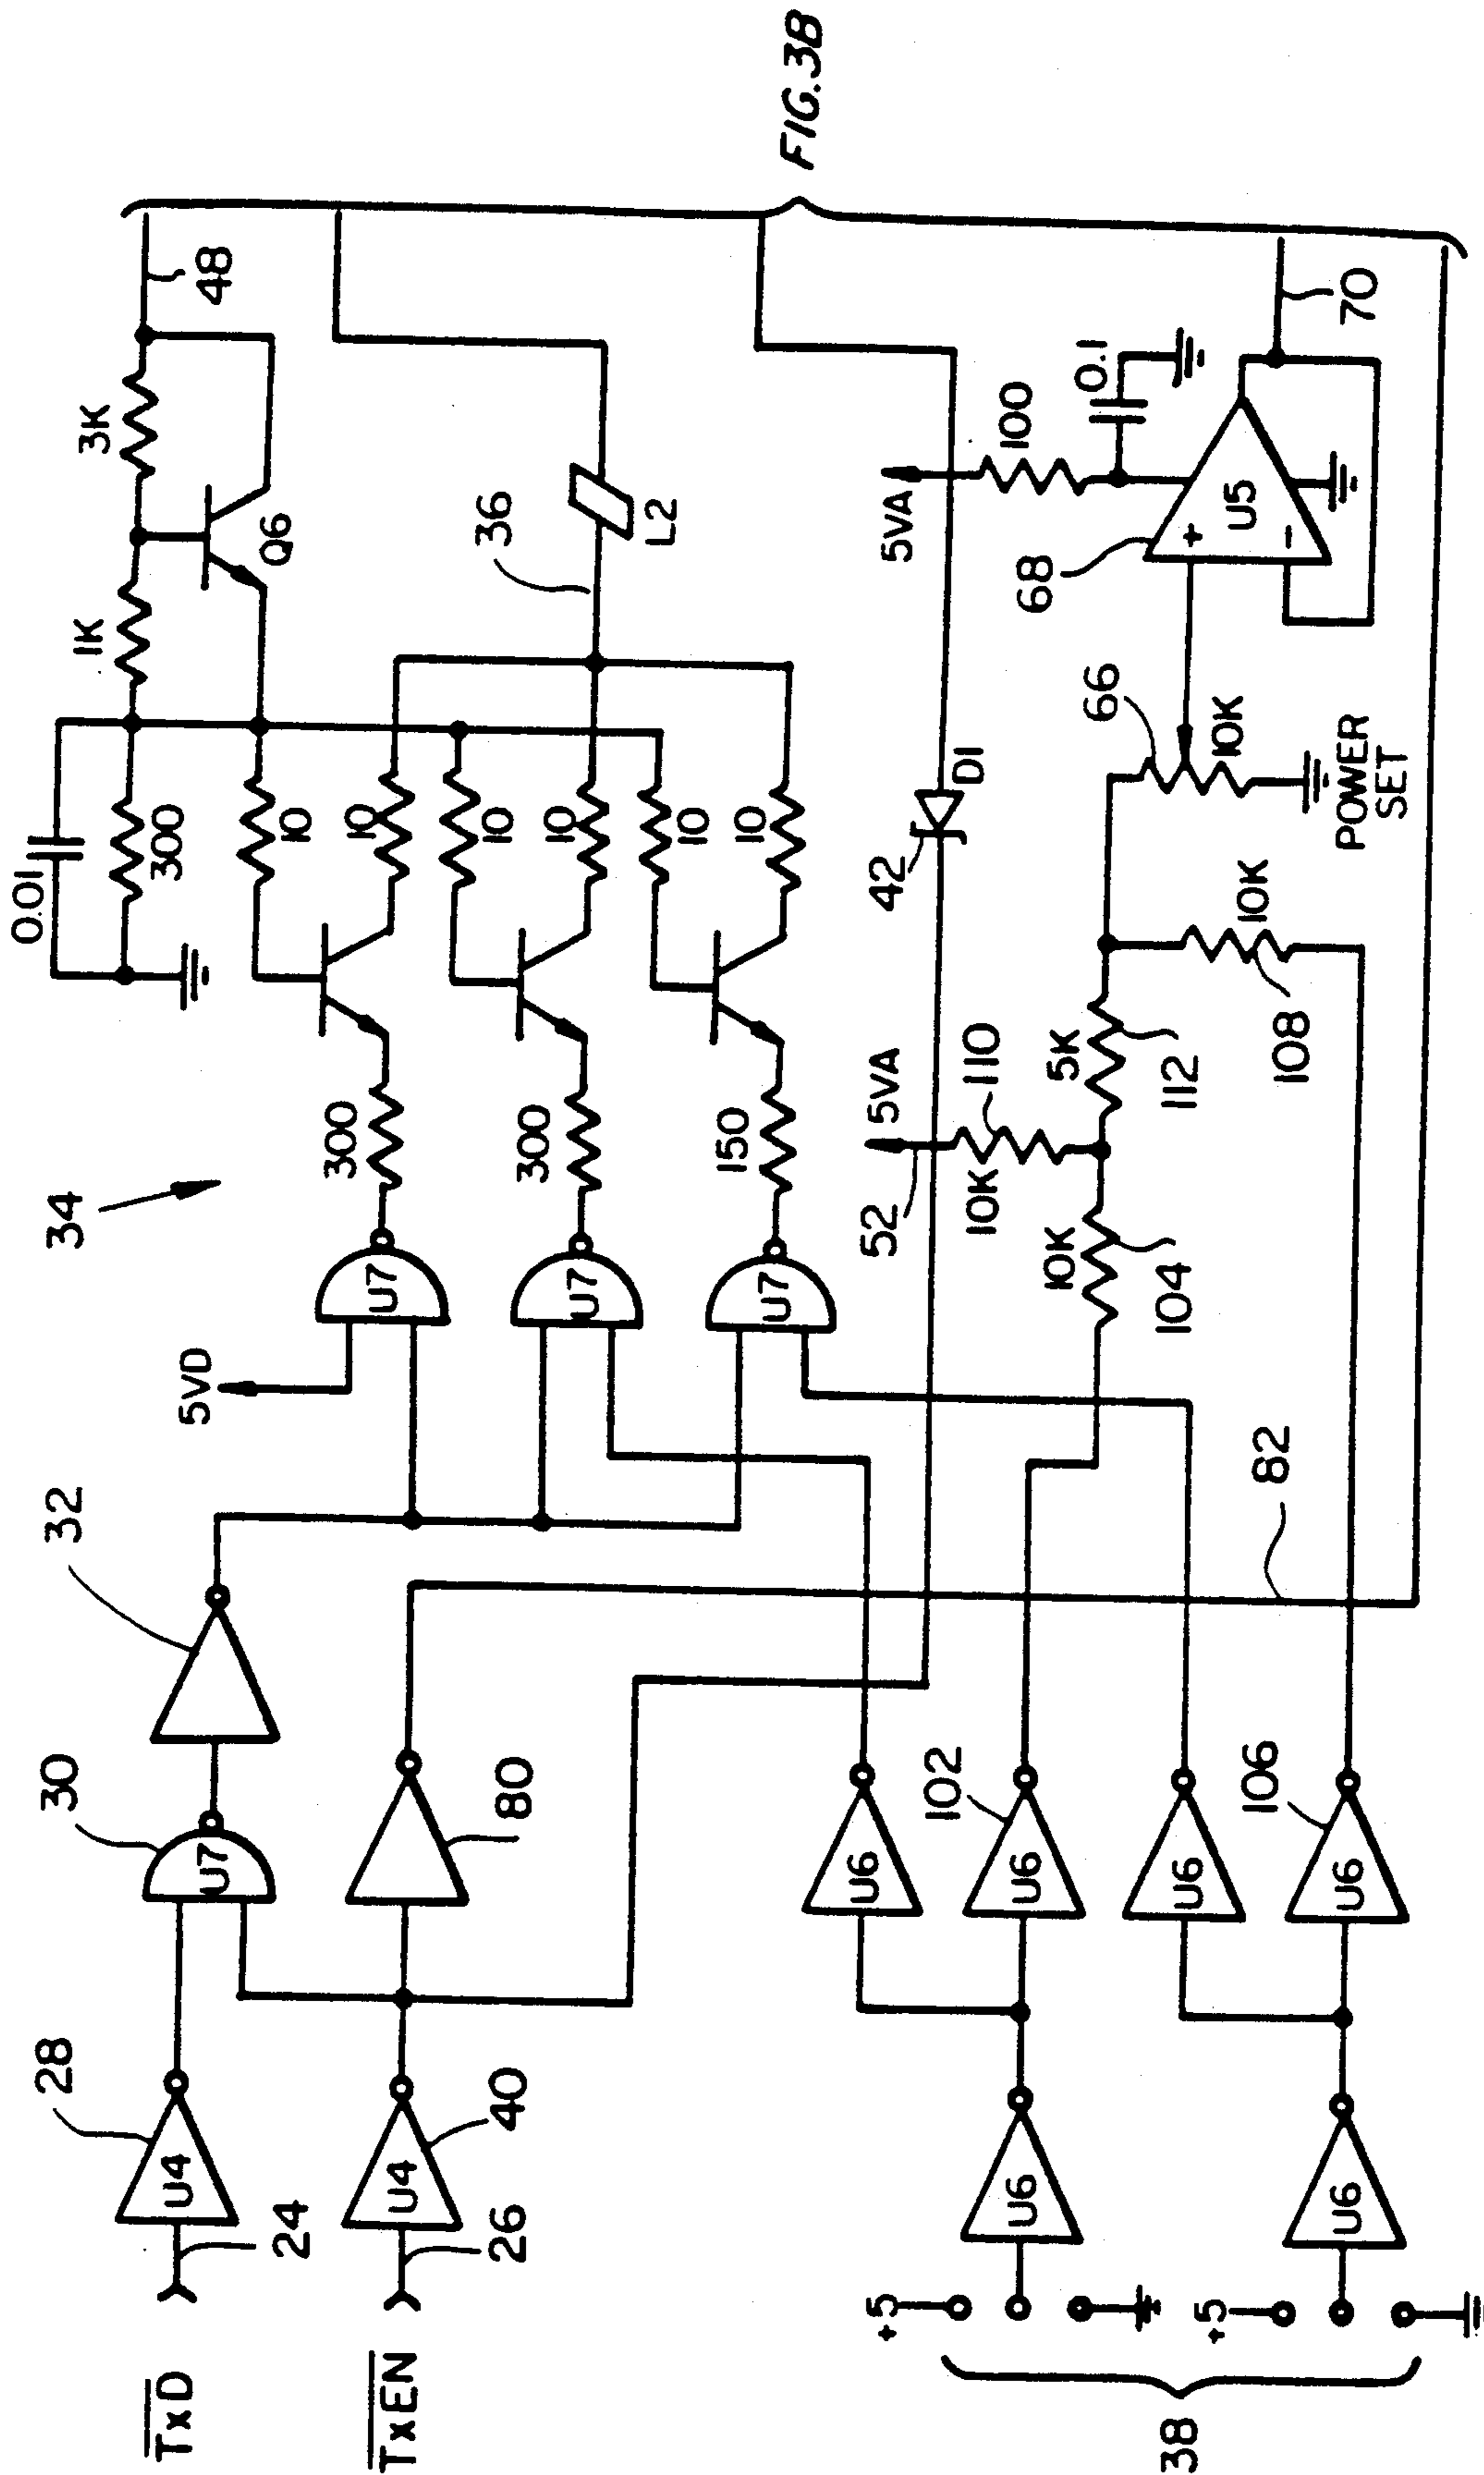 FIG.3B
48
3K
1K
Q6
0.01
300
10
10
10
10
10
10
36
L2
34
300
300
150
U7
U7
U7
5VD
32
30
U7
28
U4
24
TxD
80
40
U4
26
TxEN
5VA
100
0.1
68
U5
+
-
70
66
10K
POWER
SET
D1
42
5VA
52
110
10K
5K
112
10K
108
10K
104
82
U6
102
U6
U6
106
U6
U6
U6
+5
+5
38